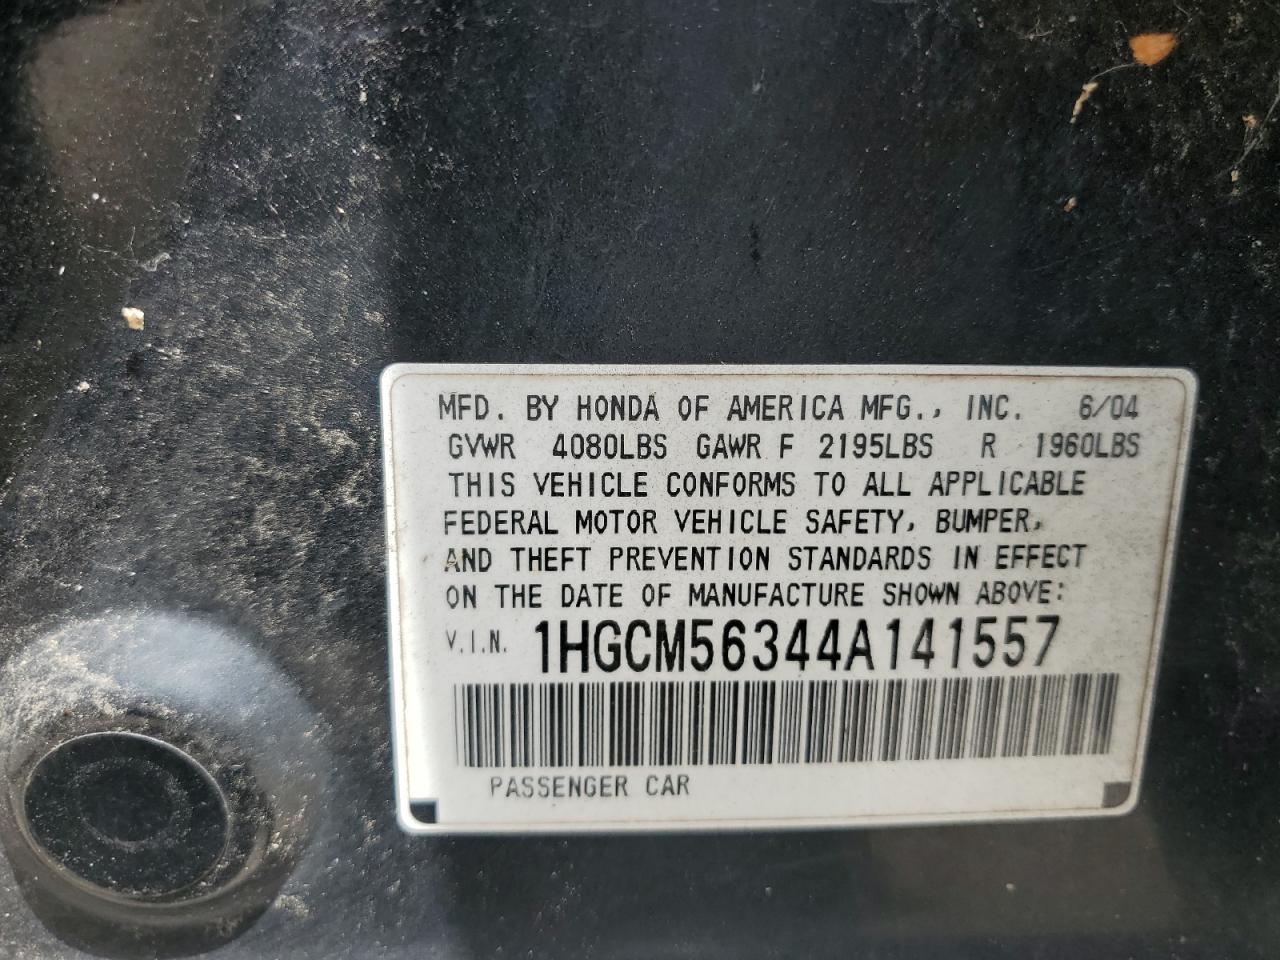 MFD. BY HONDA OF AMERICA MFG., INC. 6/04
GVWR 4080LBS GAWR F 2195LBS R 1960LBS
THIS VEHICLE CONFORMS TO ALL APPLICABLE
FEDERAL MOTOR VEHICLE SAFETY, BUMPER,
AND THEFT PREVENTION STANDARDS IN EFFECT
ON THE DATE OF MANUFACTURE SHOWN ABOVE:
V.I.N. 1HGCM56344A141557
PASSENGER CAR